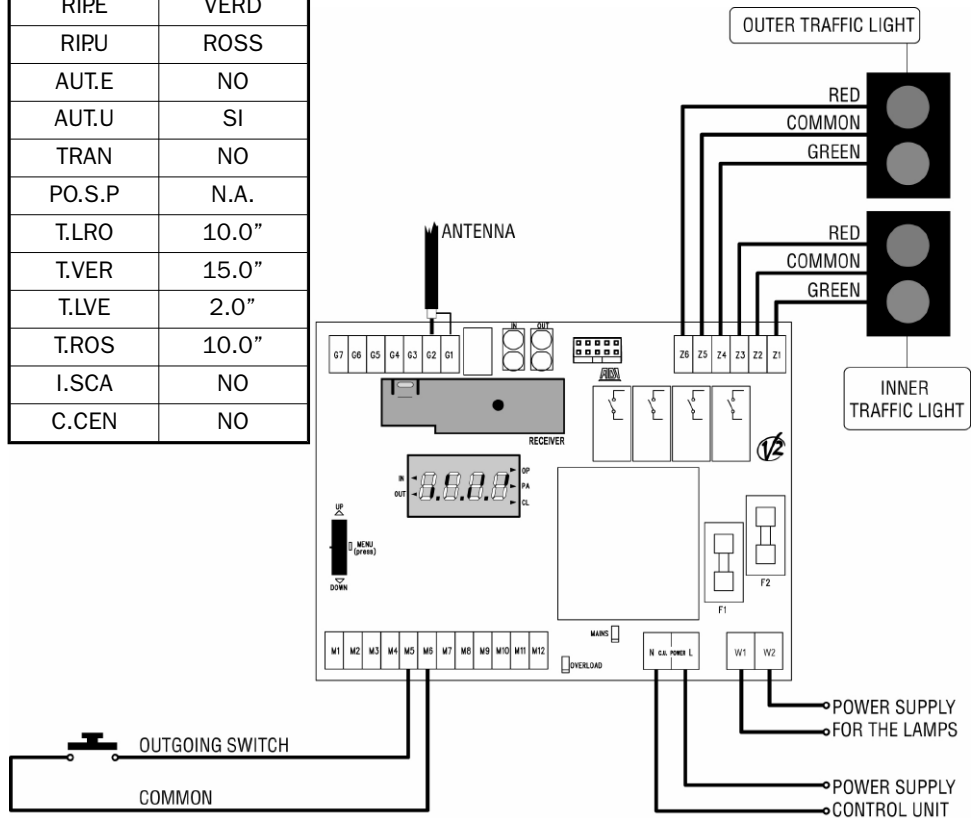 RIP.E VERD
RIP.U ROSS
AUT.E NO
AUT.U SI
TRAN NO
PO.S.P N.A.
T.LRO 10.0”
T.VER 15.0”
T.LVE 2.0”
T.ROS 10.0”
I.SCA NO
C.CEN NO
OUTER TRAFFIC LIGHT
RED
COMMON
GREEN
RED
COMMON
GREEN
INNER
TRAFFIC LIGHT
ANTENNA
G7 G6 G5 G4 G3 G2 G1
IN OUT
Z6 Z5 Z4 Z3 Z2 Z1
RECEIVER
V2
IN
OUT
OP
PA
CL
UP
MENU
(press)
DOWN
F1
F2
MAINS
OVERLOAD
M1 M2 M3 M4 M5 M6 M7 M8 M9 M10 M11 M12
N C.U. POWER L
W1 W2
POWER SUPPLY
FOR THE LAMPS
OUTGOING SWITCH
COMMON
POWER SUPPLY
CONTROL UNIT